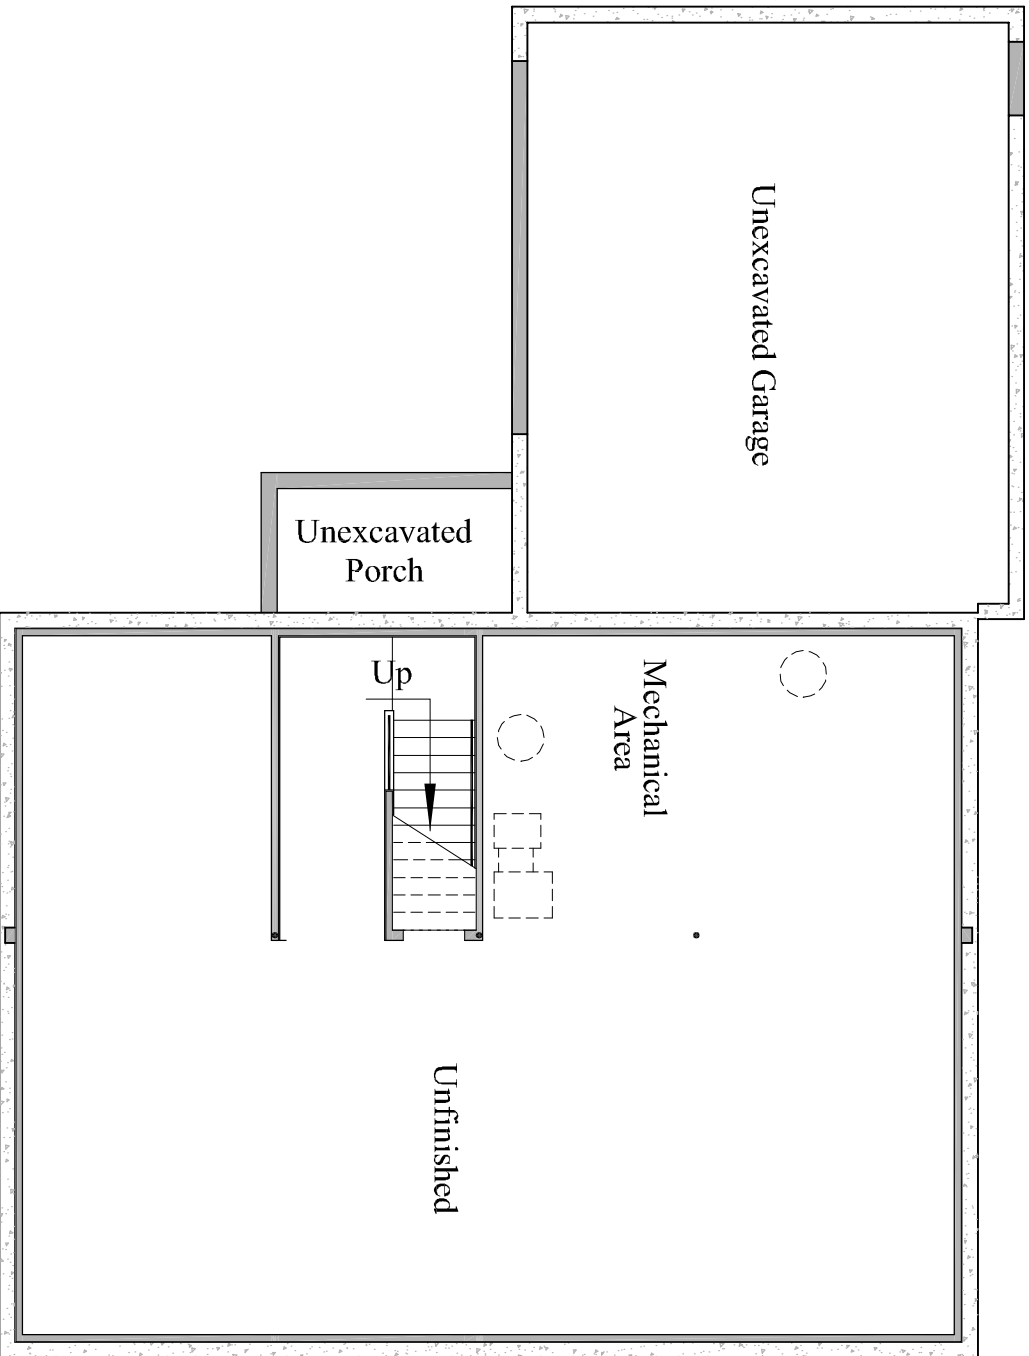 Unexcavated Garage
Unexcavated
Porch
Up
Mechanical
Area
Unfinished